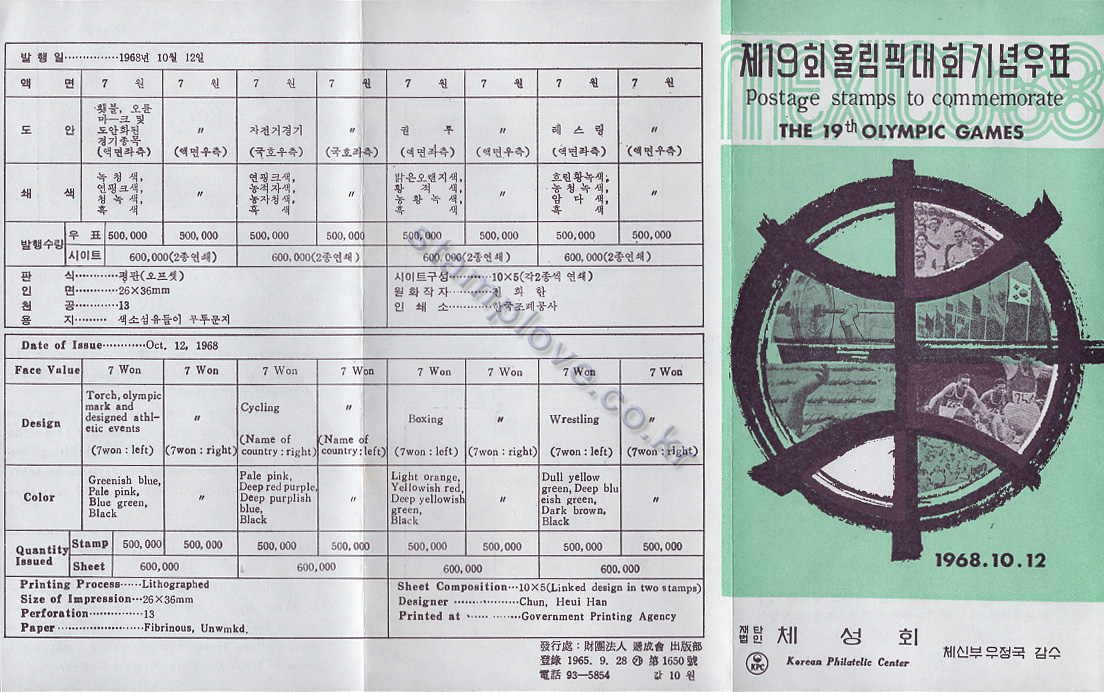 발 행 일……………1968년 10월 12일
액 면 7 원 7 원 7 원 7 원 7 원 7 원 7 원 7 원
도 안
횃불, 오륜
마―크 및
도안화된
경기종목
(액면좌측)
〃
(액면우측)
자전거경기
(국호우측)
〃
(국호좌측)
권 투
(액면좌측)
〃
(액면우측)
레 스 링
(액면좌측)
〃
(액면우측)
쇄 색
녹 청 색,
연핑크색,
청 녹 색,
흑 색
〃
연핑크색,
농적자색,
농자청색,
흑 색
〃
밝은오랜지색,
황 적 색,
농 황 녹 색,
흑 색
〃
흐린황녹색,
농 청 녹 색,
암 다 색,
흑 색
〃
발행수량 우 표 500,000 500,000 500,000 500,000 500,000 500,000 500,000 500,000
시이트 600,000(2종연쇄) 600,000(2종연쇄) 600,000(2종연쇄) 600,000(2종연쇄)
판 식…………평판(오프셋)
인 면…………26×36mm
천 공…………13
용 지……… 색소섬유들이 무투문지
시이트구성…………10×5(각2종씩 연쇄)
원 화 작 자…………전 희 한
인 쇄 소…………한국조폐공사
Date of Issue…………Oct. 12, 1968
Face Value 7 Won 7 Won 7 Won 7 Won 7 Won 7 Won 7 Won 7 Won
Design
Torch, olympic
mark and
designed athl-
etic events
(7won : left)
〃
(7won : right)
Cycling
(Name of
country : right)
〃
(Name of
country : left)
Boxing
(7won : left)
〃
(7won : right)
Wrestling
(7won : left)
〃
(7won : right)
Color
Greenish blue,
Pale pink,
Blue green,
Black
〃
Pale pink,
Deep red purple,
Deep purplish
blue,
Black
〃
Light orange,
Yellowish red,
Deep yellowish
green,
Black
〃
Dull yellow
green, Deep blu
eish green,
Dark brown,
Black
〃
Quantity
Issued
Stamp 500,000 500,000 500,000 500,000 500,000 500,000 500,000 500,000
Sheet 600,000 600,000 600,000 600,000
Printing Process……Lithographed
Size of Impression…26×36mm
Perforation……………13
Paper……………………Fibrinous, Unwmkd.
Sheet Composition…10×5(Linked design in two stamps)
Designer ………………Chun, Heui Han
Printed at ……………Government Printing Agency
發行處 : 財團法人 遞成會 出版部
登錄 1965. 9. 28 ㉮ 第 1650 號
電話 93―5854 값 10 원
MEXICO68
제19회올림픽대회기념우표
Postage stamps to commemorate
THE 19th OLYMPIC GAMES
1968.10.12
재단
법인 체 성 회
KPC Korean Philatelic Center
체신부 우정국 감수
stamplove.co.kr